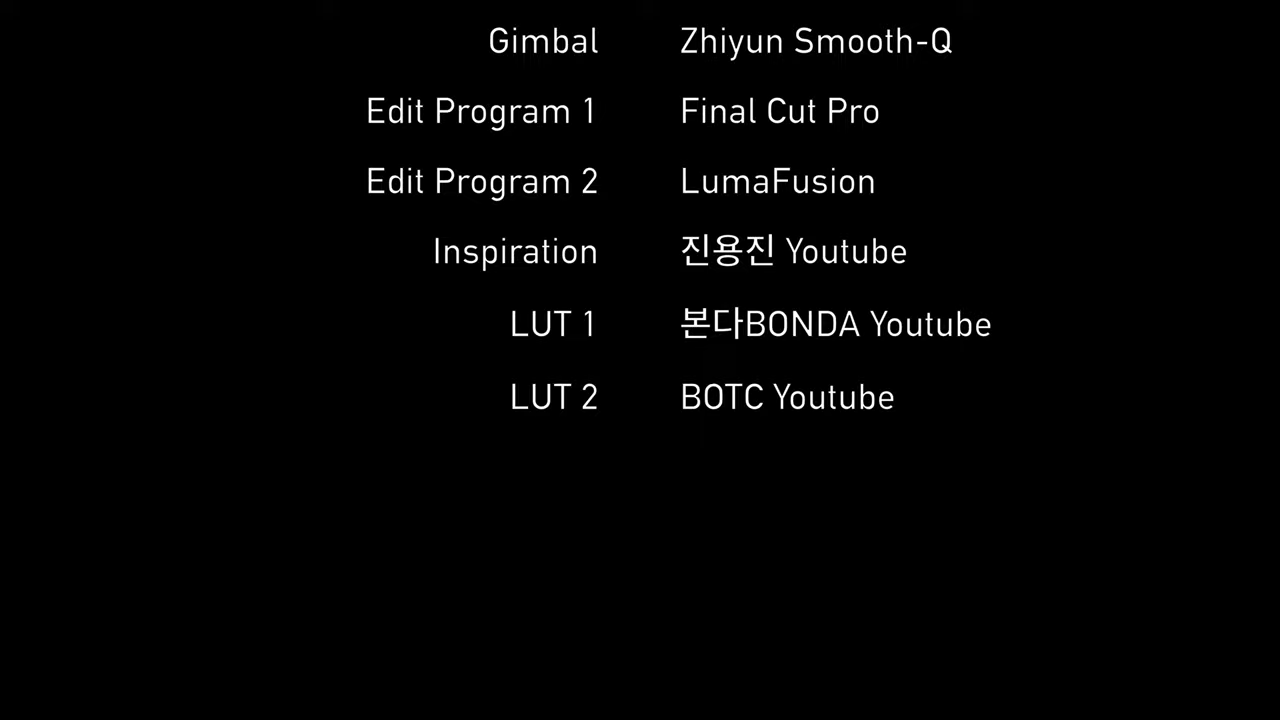 Gimbal Zhiyun Smooth-Q
Edit Program 1 Final Cut Pro
Edit Program 2 LumaFusion
Inspiration 진용진 Youtube
LUT 1 본다BONDA Youtube
LUT 2 BOTC Youtube